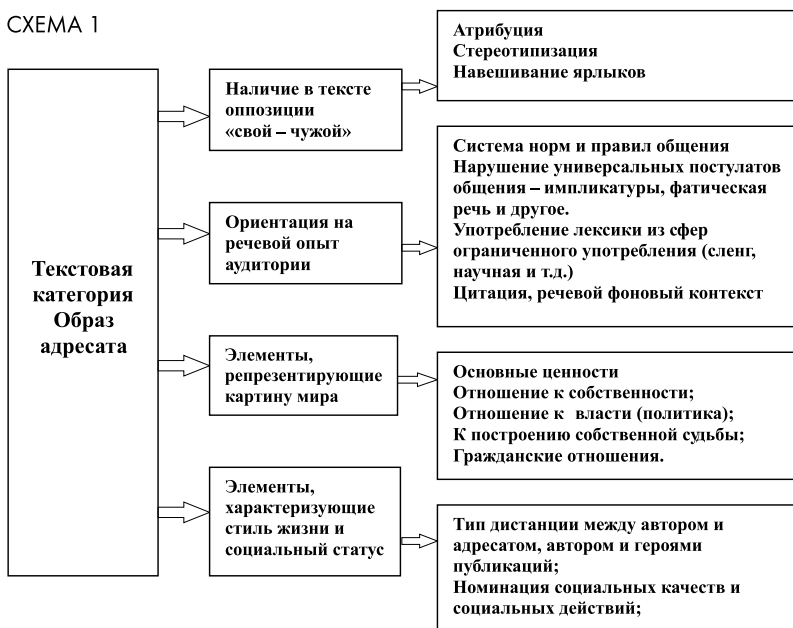 СХЕМА 1
Текстовая
категория
Образ
адресата
Наличие в тексте
оппозиции
«свой – чужой»
Атрибуция
Стереотипизация
Навешивание ярлыков
Ориентация на
речевой опыт
аудитории
Система норм и правил общения
Нарушение универсальных постулатов
общения – импликатуры, фатическая
речь и другое.
Употребление лексики из сфер
ограниченного употребления (сленг,
научная и т.д.)
Цитация, речевой фоновый контекст
Элементы,
репрезентирующие
картину мира
Основные ценности
Отношение к собственности;
Отношение к власти (политика);
К построению собственной судьбы;
Гражданские отношения.
Элементы,
характеризующие
стиль жизни и
социальный статус
Тип дистанции между автором и
адресатом, автором и героями
публикаций;
Номинация социальных качеств и
социальных действий;